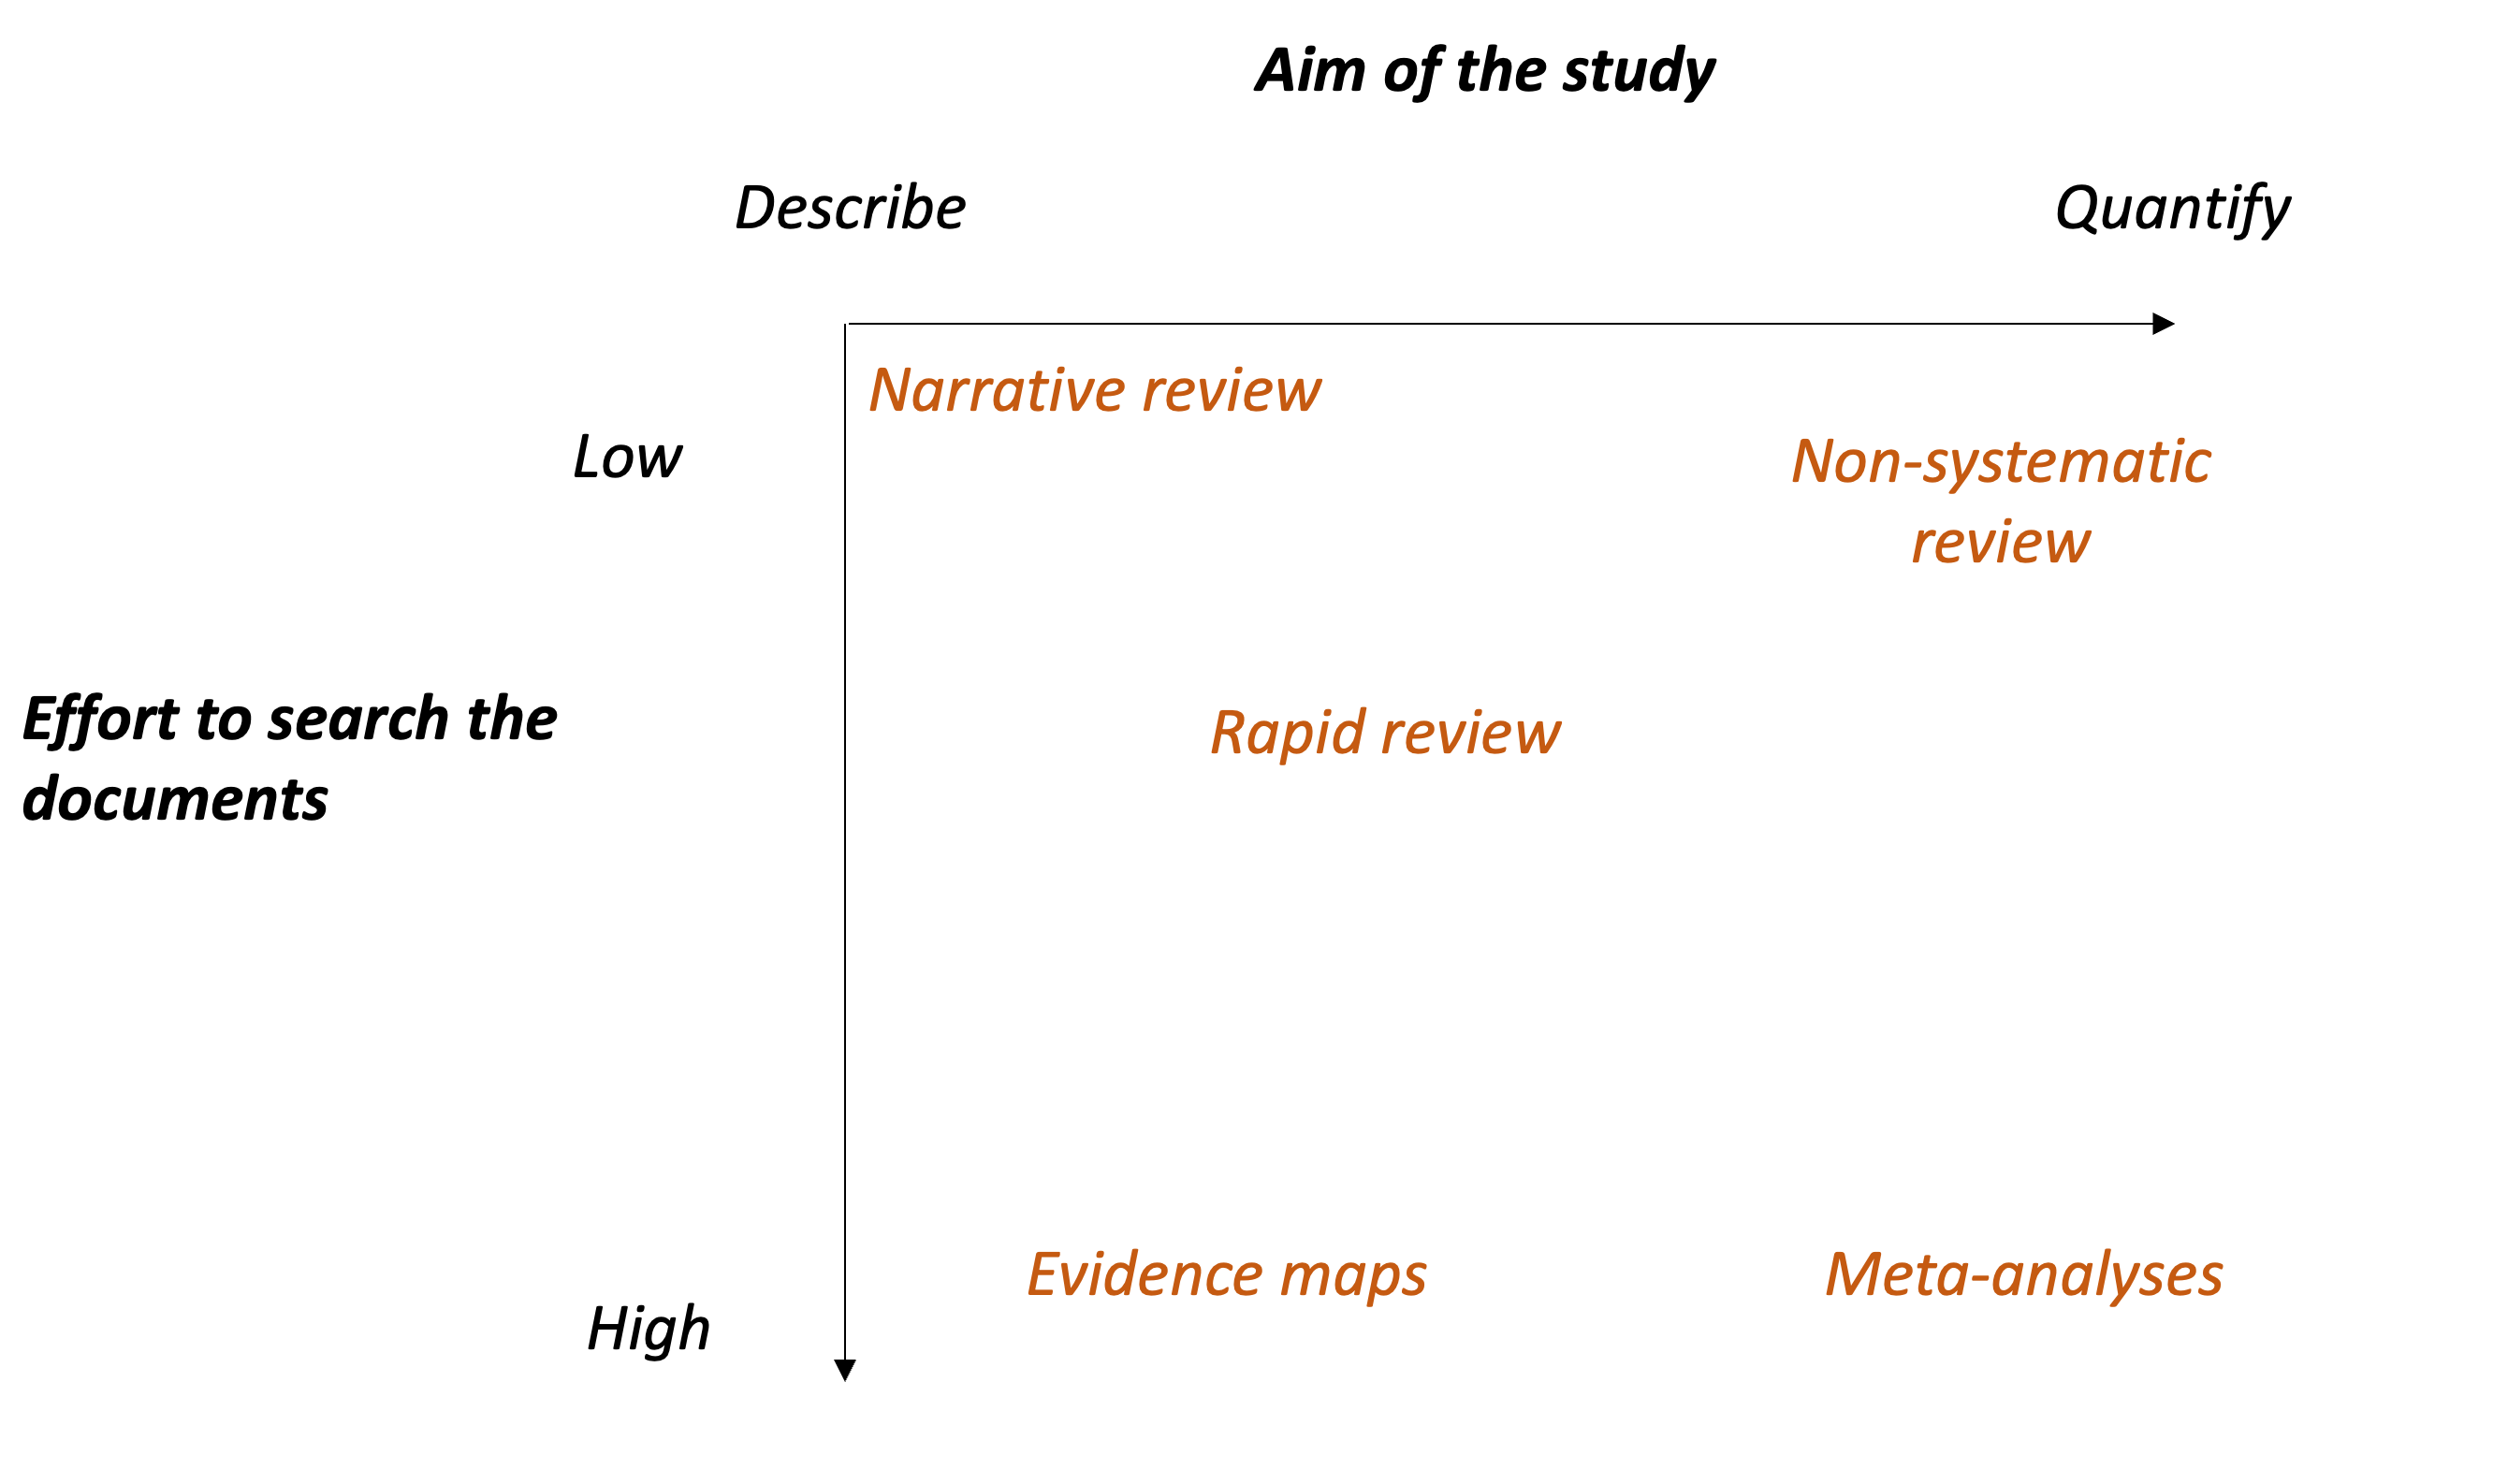 Aim of the study
Describe
Quantify
Narrative review
Low
Non-systematic
review
Effort to search the
documents
Rapid review
Evidence maps
Meta-analyses
High